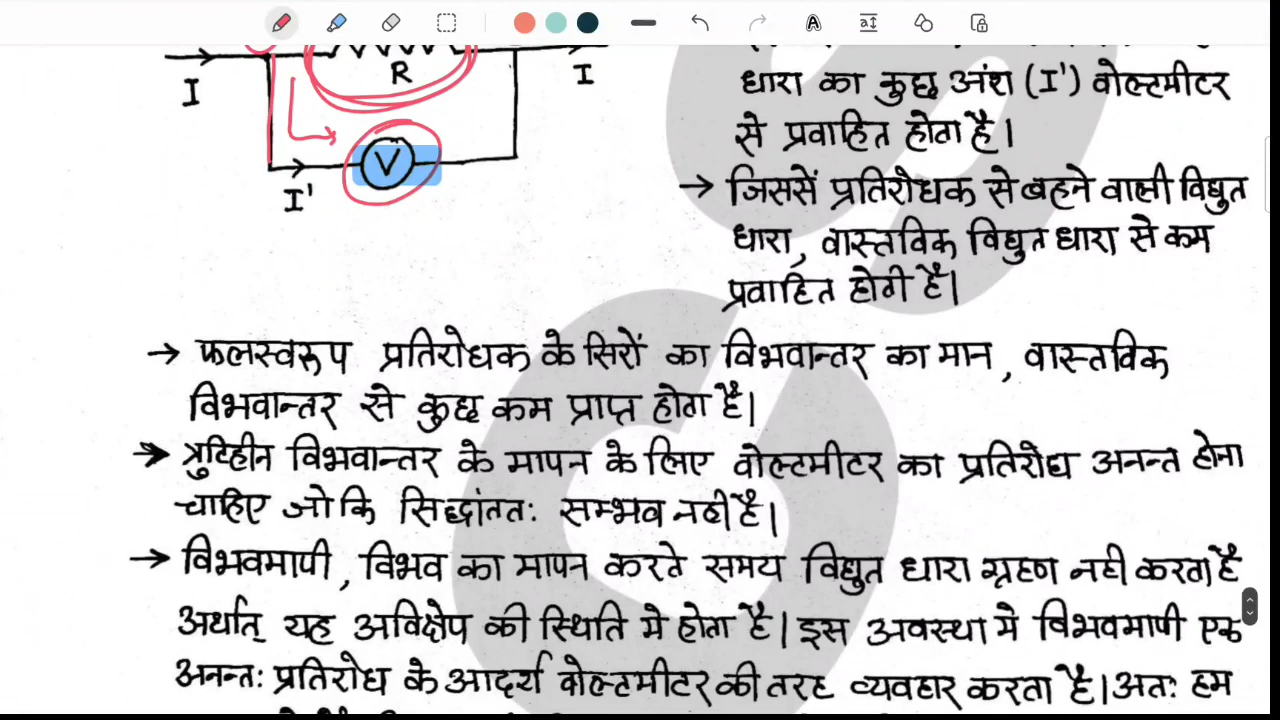 R
I
I
V
I'
धारा का कुछ अंश (I') वोल्टमीटर
से प्रवाहित होता है।
→ जिससें प्रतिरोधक से बहने वाली विद्युत
धारा, वास्तविक विद्युत धारा से कम
प्रवाहित होती है।
→ फलस्वरूप प्रतिरोधक के सिरों का विभवान्तर का मान, वास्तविक
विभवान्तर से कुछ कम प्राप्त होता है।
→ त्रुटिहीन विभवान्तर के मापन के लिए वोल्टमीटर का प्रतिरोध अनन्त होना
चाहिए जो कि सिद्धांततः सम्भव नही है।
→ विभवमापी, विभव का मापन करते समय विद्युत धारा ग्रहण नही करता है
अर्थात् यह अविक्षेप की स्थिति मे होता है। इस अवस्था मे विभवमापी एक
अनन्तः प्रतिरोध के आदर्श वोल्टमीटर की तरह व्यवहार करता है। अतः हम